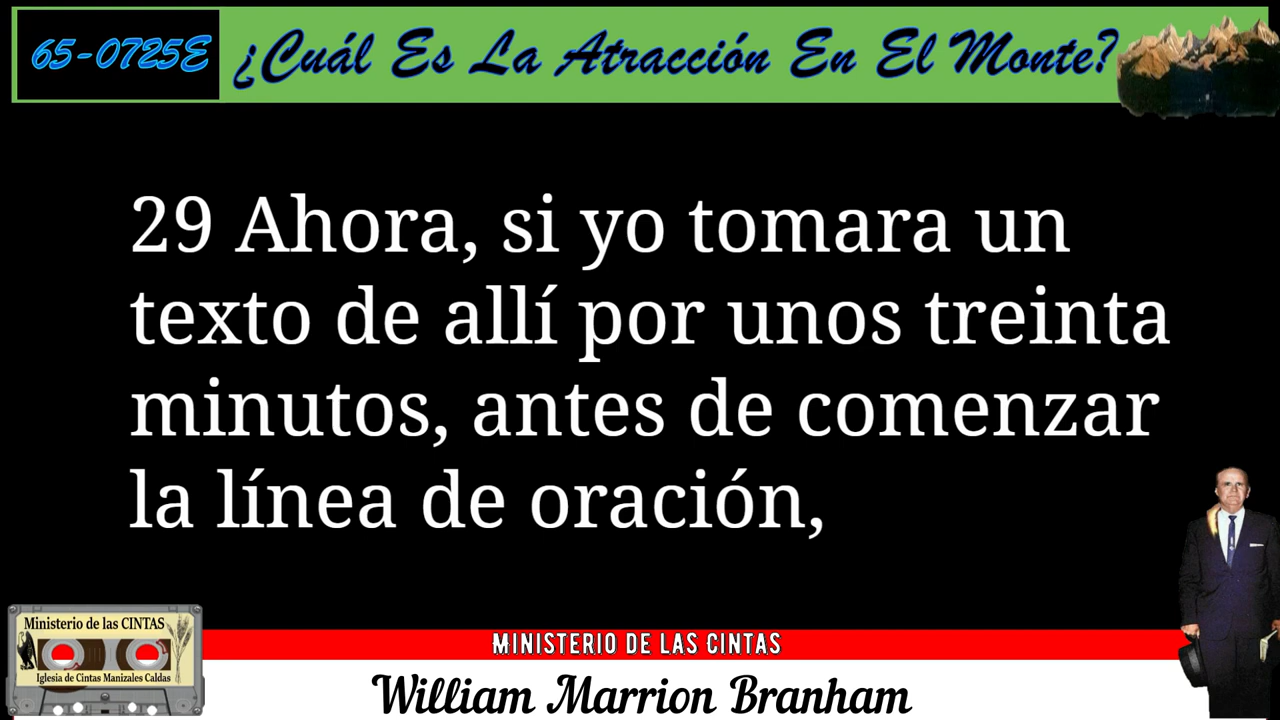 65-0725E
¿Cuál Es La Atracción En El Monte?
29 Ahora, si yo tomara un
texto de allí por unos treinta
minutos, antes de comenzar
la línea de oración,
Ministerio de las CINTAS
Iglesia de Cintas Manizales Caldas
MINISTERIO DE LAS CINTAS
William Marrion Branham